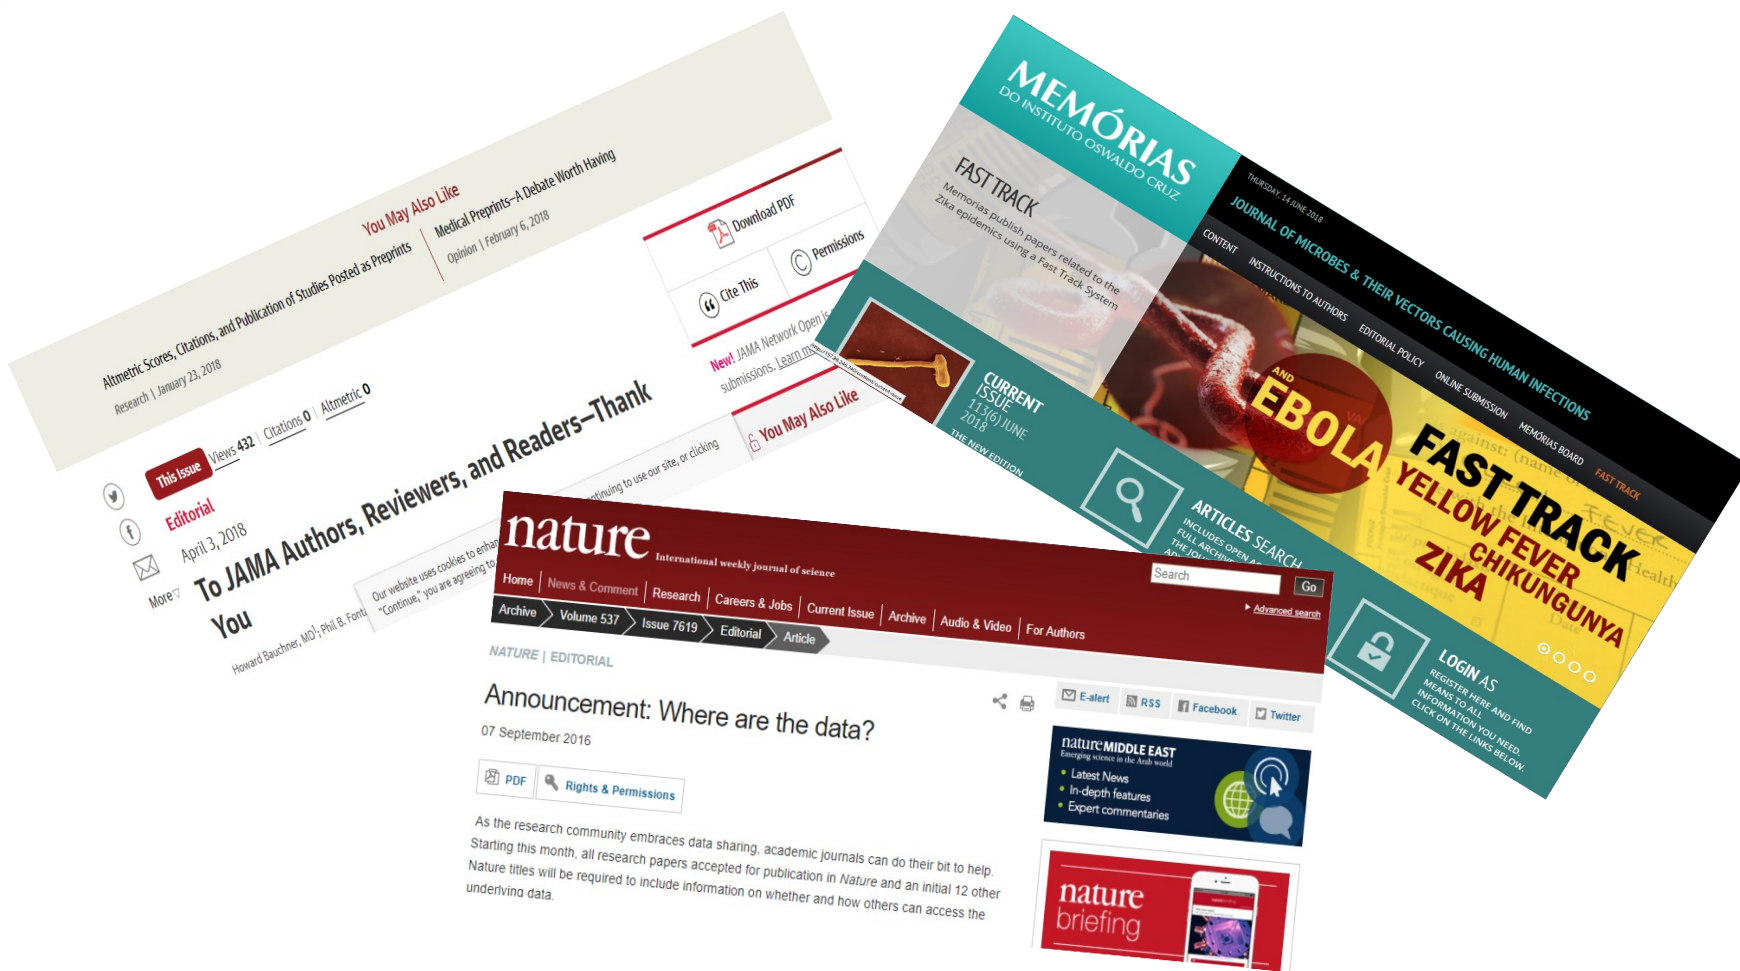 You May Also Like
Altmetric Scores, Citations, and Publication of Studies Posted as Preprints
Research | January 23, 2018
Medical Preprints—A Debate Worth Having
Opinion | February 6, 2018
This Issue
Views 432 | Citations 0 | Altmetric 0
Editorial
April 3, 2018
To JAMA Authors, Reviewers, and Readers—Thank
You
More
Howard Bauchner, MD1; Phil B.
Download PDF
Cite This
Permissions
New! JAMA Network Open is
submissions. Learn
You May Also Like
Our website uses cookies to
continuing to use our site, or clicking
"Continue," you are agreeing to
MEMÓRIAS
DO INSTITUTO OSWALDO CRUZ
FAST TRACK
Memorias publish papers related to the
Zika epidemics using a Fast Track System
THURSDAY, 14 JUNE 2018
JOURNAL OF MICROBES & THEIR VECTORS CAUSING HUMAN INFECTIONS
CONTENT
INSTRUCTIONS TO AUTHORS
EDITORIAL POLICY
ONLINE SUBMISSION
MEMÓRIAS BOARD
FAST TRACK
AND
EBOLA
FAST TRACK
YELLOW FEVER
CHIKUNGUNYA
ZIKA
against: (name
FEVER
Health
Date
CURRENT
ISSUE
113(6) JUNE
2018
THE NEW EDITION
ARTICLES SEARCH
INCLUDES OPEN
FULL ARCHIVE
LOGIN AS
REGISTER HERE AND FIND
MEANS TO ALL
INFORMATION YOU NEED.
CLICK ON THE LINKS BELOW.
nature
International weekly journal of science
Search
Go
Advanced search
Home
News & Comment
Research
Careers & Jobs
Current Issue
Archive
Audio & Video
For Authors
Archive
Volume 537
Issue 7619
Editorial
Article
NATURE | EDITORIAL
Announcement: Where are the data?
07 September 2016
PDF
Rights & Permissions
As the research community embraces data sharing, academic journals can do their bit to help.
Starting this month, all research papers accepted for publication in Nature and an initial 12 other
Nature titles will be required to include information on whether and how others can access the
underlying data.
E-alert
RSS
Facebook
Twitter
nature MIDDLE EAST
Emerging science in the Arab world
Latest News
In-depth features
Expert commentaries
nature
briefing